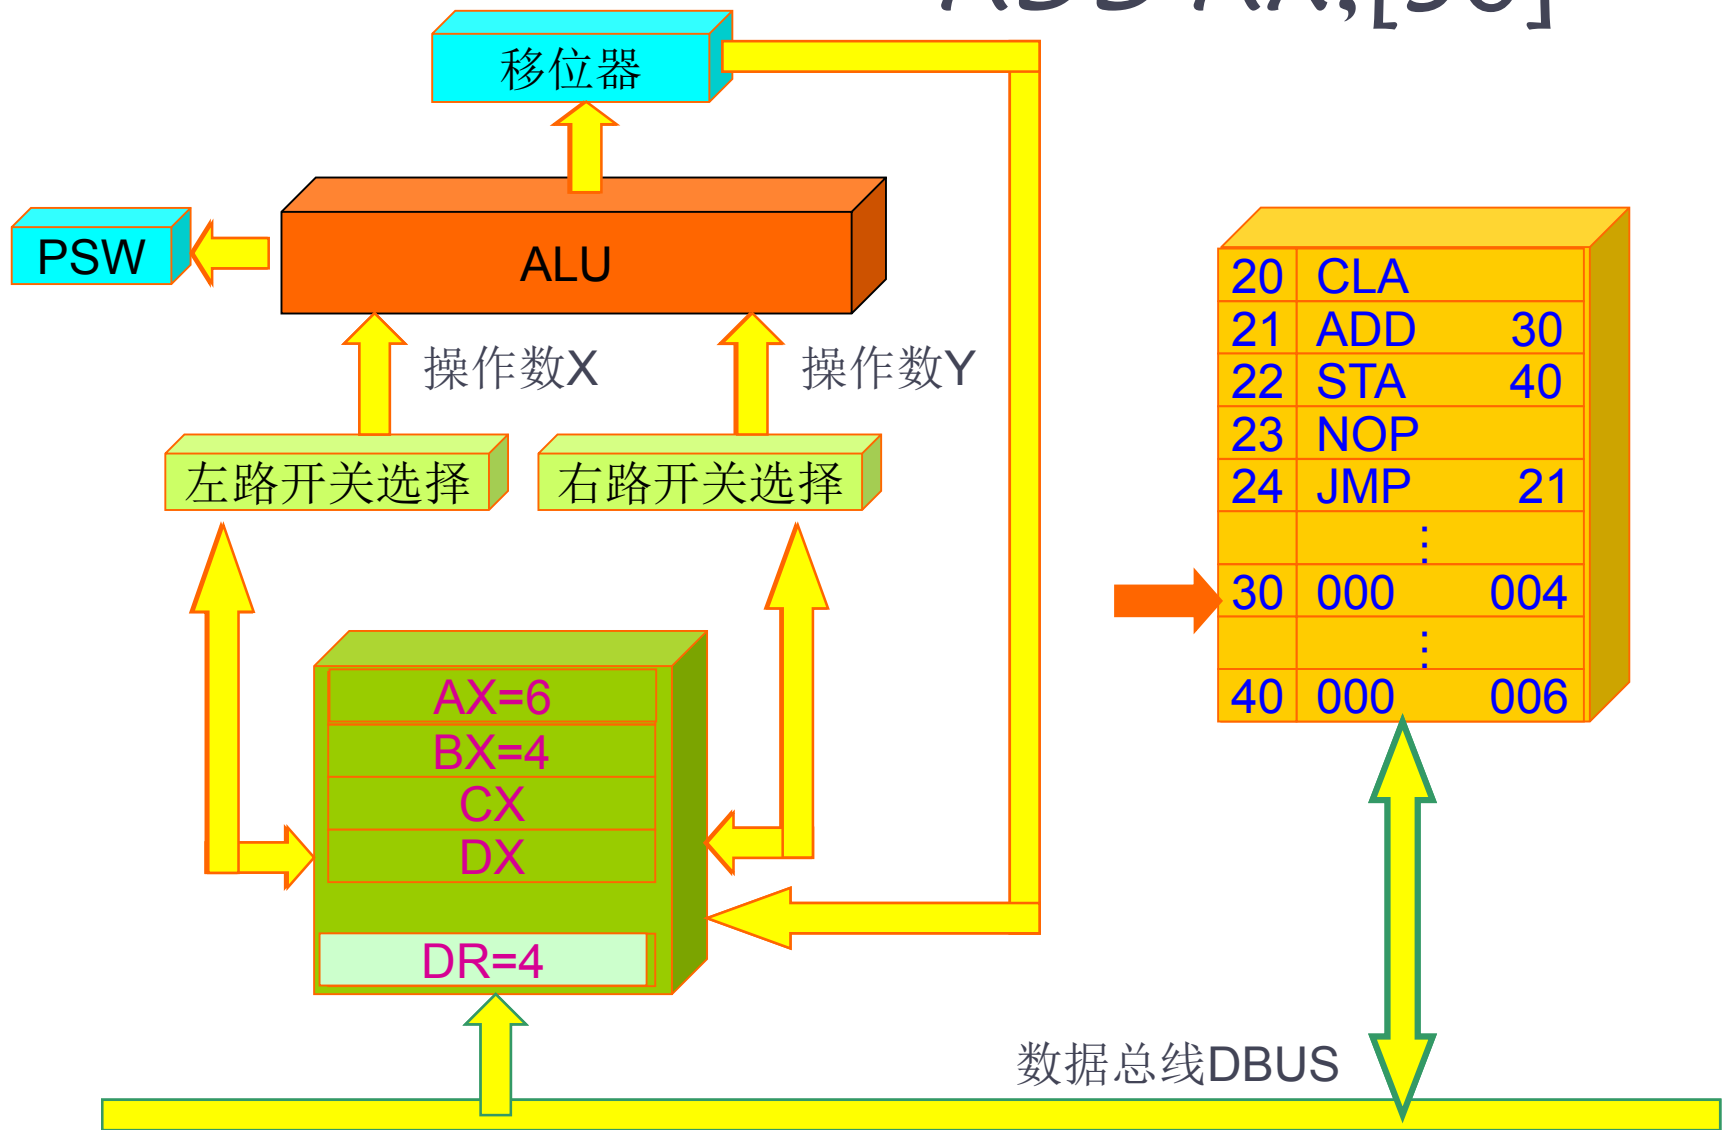 ADD AX,[30]
移位器
PSW
ALU
操作数X
操作数Y
左路开关选择
右路开关选择
AX=6
BX=4
CX
DX
DR=4
20 CLA
21 ADD 30
22 STA 40
23 NOP
24 JMP 21
⋮
30 000 004
⋮
40 000 006
数据总线DBUS